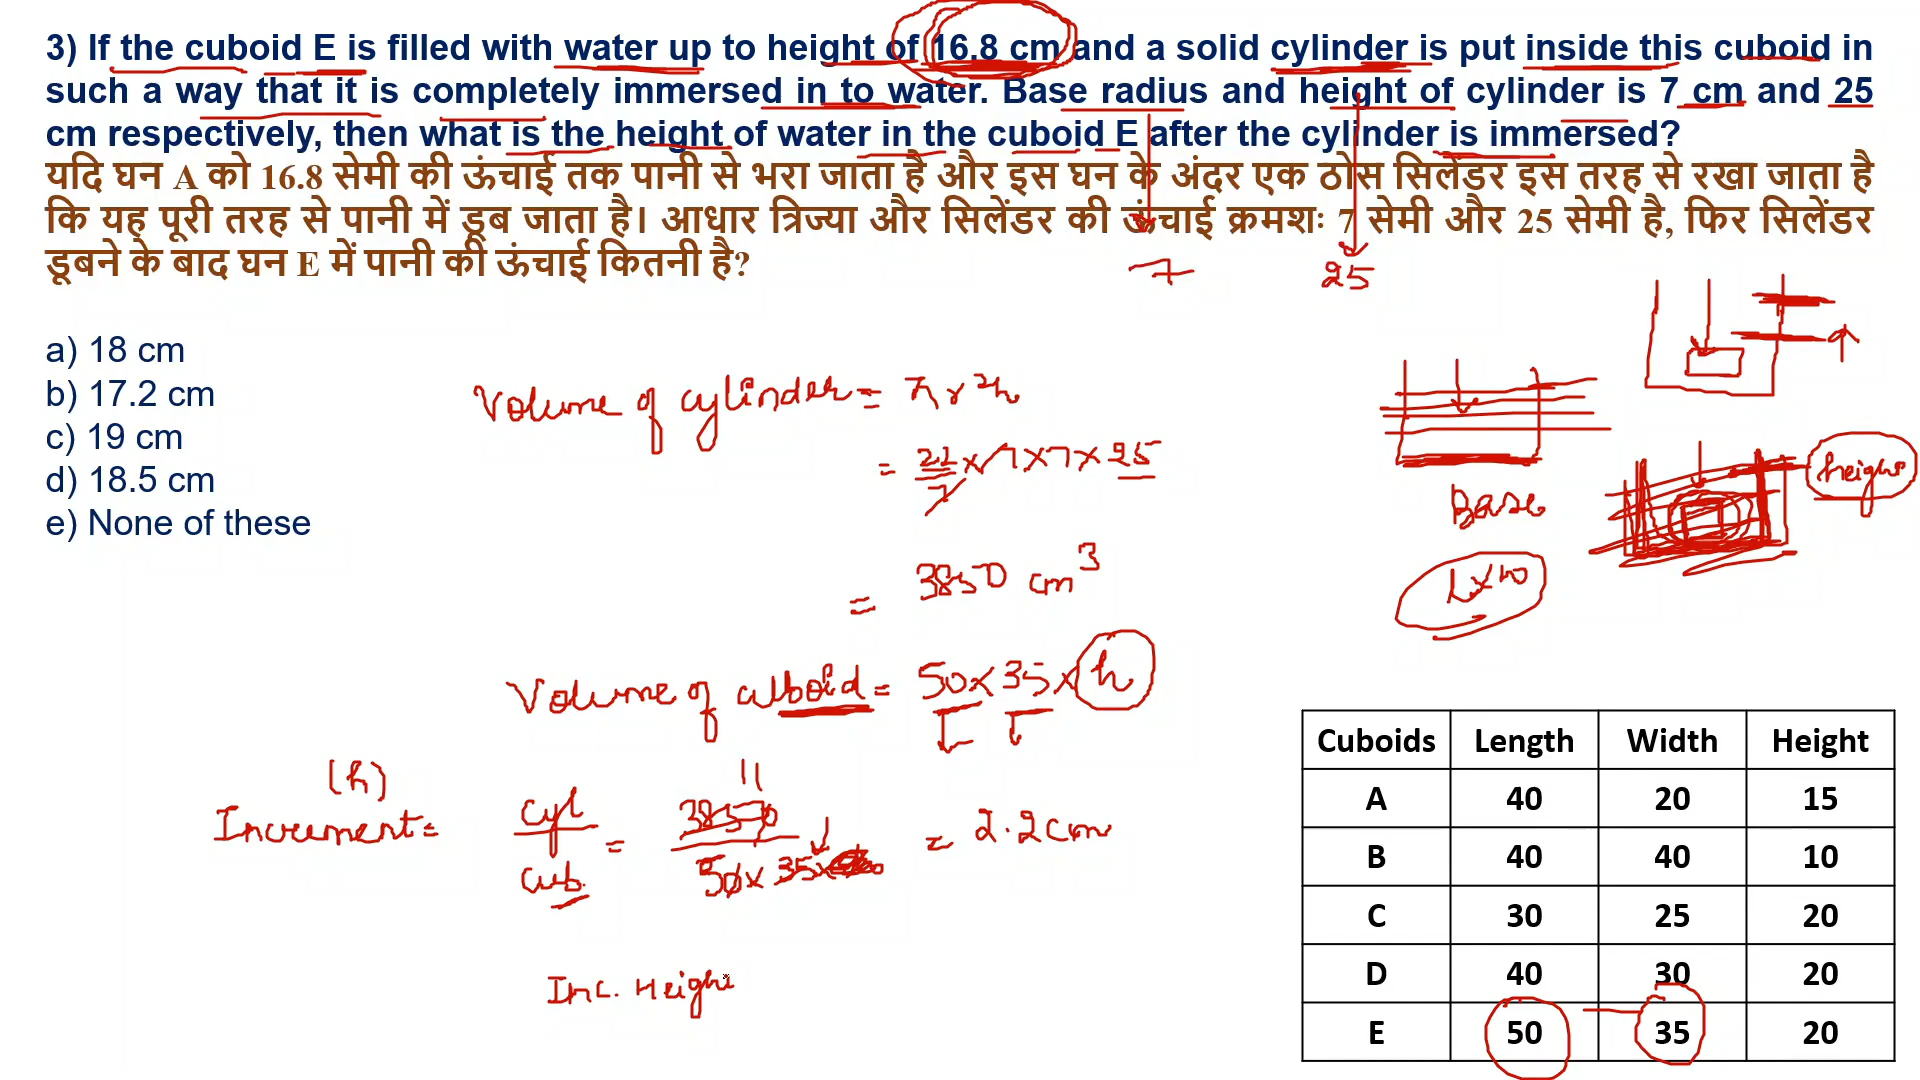 3) If the cuboid E is filled with water up to height of 16.8 cm and a solid cylinder is put inside this cuboid in
such a way that it is completely immersed in to water. Base radius and height of cylinder is 7 cm and 25
cm respectively, then what is the height of water in the cuboid E after the cylinder is immersed?
यदि घन A को 16.8 सेमी की ऊंचाई तक पानी से भरा जाता है और इस घन के अंदर एक ठोस सिलेंडर इस तरह से रखा जाता है
कि यह पूरी तरह से पानी में डूब जाता है। आधार त्रिज्या और सिलेंडर की ऊंचाई क्रमशः 7 सेमी और 25 सेमी है, फिर सिलेंडर
डूबने के बाद घन E में पानी की ऊंचाई कितनी है?
7 25
a) 18 cm
b) 17.2 cm
c) 19 cm
d) 18.5 cm
e) None of these
Volume of cylinder = πr²h
= 22/7 × 7 × 7 × 25
= 3850 cm³
Volume of cuboid = 50 × 35 × h
L
(h)
Increment = cyl/cub. = 3850/50 × 35 = 2.2 cm
11
Inc. Height
Base
height
Cuboids Length Width Height
A 40 20 15
B 40 40 10
C 30 25 20
D 40 30 20
E 50 35 20